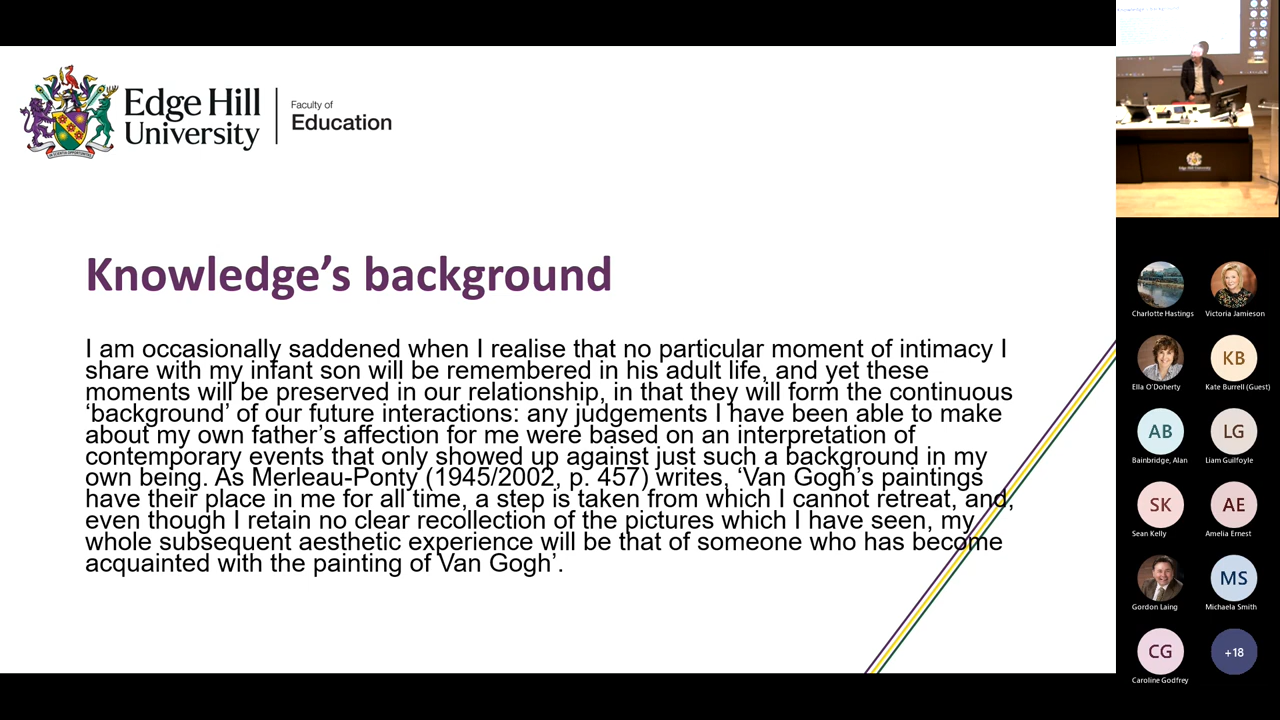 Edge Hill
University
Faculty of
Education
Knowledge's background
I am occasionally saddened when I realise that no particular moment of intimacy I
share with my infant son will be remembered in his adult life, and yet these
moments will be preserved in our relationship, in that they will form the continuous
'background' of our future interactions: any judgements I have been able to make
about my own father's affection for me were based on an interpretation of
contemporary events that only showed up against just such a background in my
own being. As Merleau-Ponty (1945/2002, p. 457) writes, 'Van Gogh's paintings
have their place in me for all time, a step is taken from which I cannot retreat, and,
even though I retain no clear recollection of the pictures which I have seen, my
whole subsequent aesthetic experience will be that of someone who has become
acquainted with the painting of Van Gogh'.
Edge Hill University
Charlotte Hastings
Victoria Jamieson
Ella O'Doherty
KB
Kate Burrell (Guest)
AB
Bainbridge, Alan
LG
Liam Guilfoyle
SK
Sean Kelly
AE
Amelia Ernest
Gordon Laing
MS
Michaela Smith
CG
Caroline Godfrey
+18